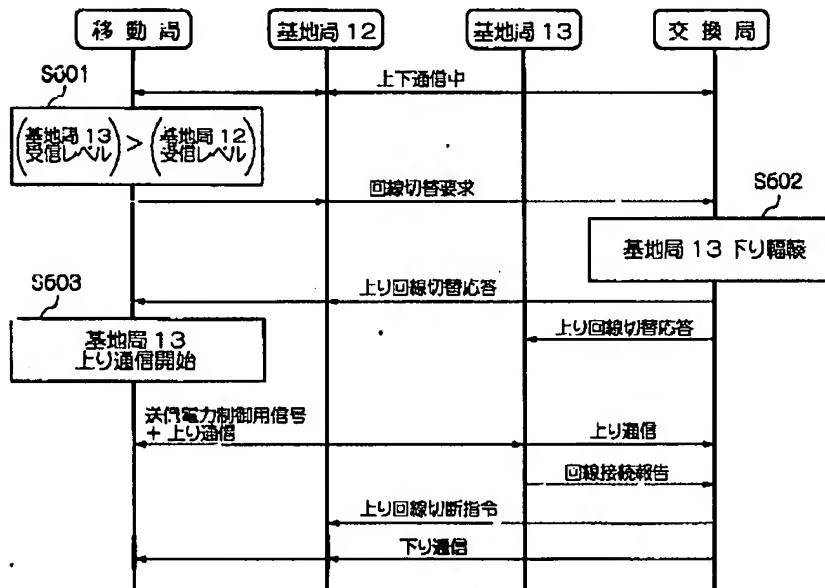 移動局
基地局12
基地局13
交換局
上下通信中
S601
(基地局13 受信レベル) > (基地局12 受信レベル)
回線切替要求
S602
基地局13 下り輻輳
上り回線切替応答
S603
上り回線切替応答
基地局13
上り通信開始
送信電力制御用信号
+ 上り通信
上り通信
回線接続報告
上り回線切断指令
下り通信